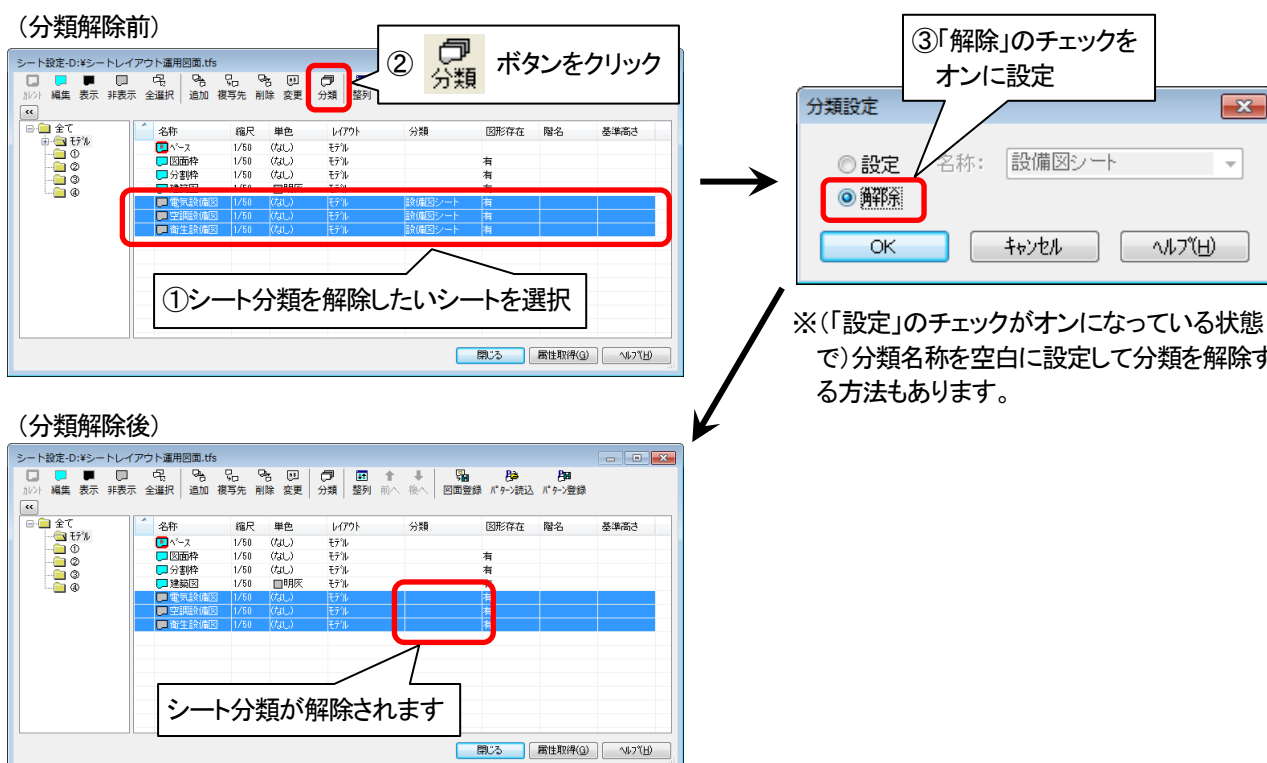 （分類解除前）
シート設定-D:¥シートレイアウト運用図面.tfs
ｶﾚﾝﾄ 編集 表示 非表示 全選択 追加 複写先 削除 変更 分類 整列
② 分類 ボタンをクリック
<<
全て
ﾓﾃﾞﾙ
①
②
③
④
名称 縮尺 単色 ﾚｲｱｳﾄ 分類 図形存在 階名 基準高さ
ﾍﾞｰｽ 1/50 (なし) ﾓﾃﾞﾙ
図面枠 1/50 (なし) ﾓﾃﾞﾙ 有
分割枠 1/50 (なし) ﾓﾃﾞﾙ 有
建築図 1/50 明灰 ﾓﾃﾞﾙ 有
電気設備図 1/50 (なし) ﾓﾃﾞﾙ 設備図シート 有
空調設備図 1/50 (なし) ﾓﾃﾞﾙ 設備図シート 有
衛生設備図 1/50 (なし) ﾓﾃﾞﾙ 設備図シート 有
①シート分類を解除したいシートを選択
閉じる 属性取得(G) ﾍﾙﾌﾟ(H)
③「解除」のチェックを
オンに設定
分類設定
設定 名称: 設備図シート
解除
OK ｷｬﾝｾﾙ ﾍﾙﾌﾟ(H)
※（「設定」のチェックがオンになっている状態
で）分類名称を空白に設定して分類を解除す
る方法もあります。
（分類解除後）
シート設定-D:¥シートレイアウト運用図面.tfs
ｶﾚﾝﾄ 編集 表示 非表示 全選択 追加 複写先 削除 変更 分類 整列 前へ 後へ 図面登録 ﾊﾟﾀｰﾝ読込 ﾊﾟﾀｰﾝ登録
<<
全て
ﾓﾃﾞﾙ
①
②
③
④
名称 縮尺 単色 ﾚｲｱｳﾄ 分類 図形存在 階名 基準高さ
ﾍﾞｰｽ 1/50 (なし) ﾓﾃﾞﾙ
図面枠 1/50 (なし) ﾓﾃﾞﾙ 有
分割枠 1/50 (なし) ﾓﾃﾞﾙ 有
建築図 1/50 明灰 ﾓﾃﾞﾙ 有
電気設備図 1/50 (なし) ﾓﾃﾞﾙ 有
空調設備図 1/50 (なし) ﾓﾃﾞﾙ 有
衛生設備図 1/50 (なし) ﾓﾃﾞﾙ 有
シート分類が解除されます
閉じる 属性取得(G) ﾍﾙﾌﾟ(H)